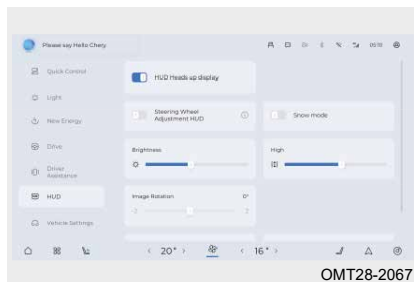 Please say Hello Chery
Quick Control
HUD Heads up display
Light
New Energy
Steering Wheel
Adjustment HUD
Snow mode
Drive
Brightness
High
Driver
Assistance
HUD
Image Rotation
0°
Vehicle Settings
< 20° >
< 16° >
OMT28-2067